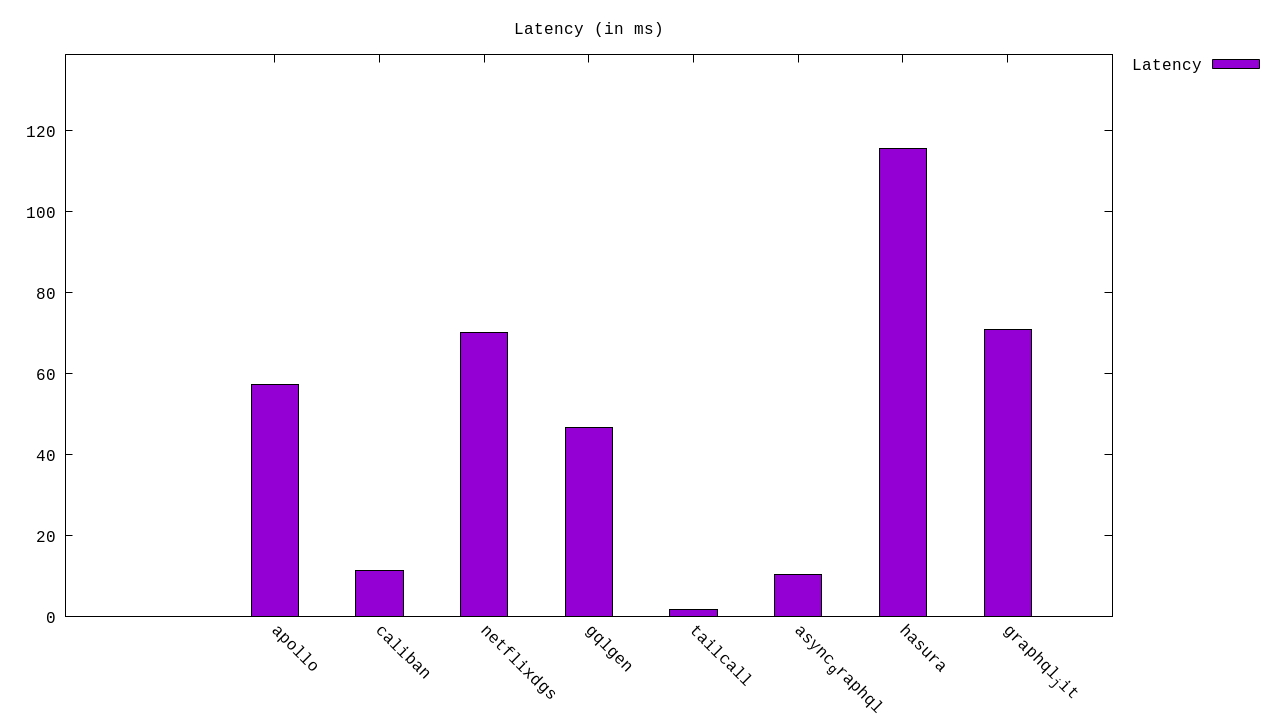 Latency (in ms)
Latency
120
100
80
60
40
20
0
apollo
caliban
netflixdgs
gqlgen
tailcall
async_graphql
hasura
graphql_jit